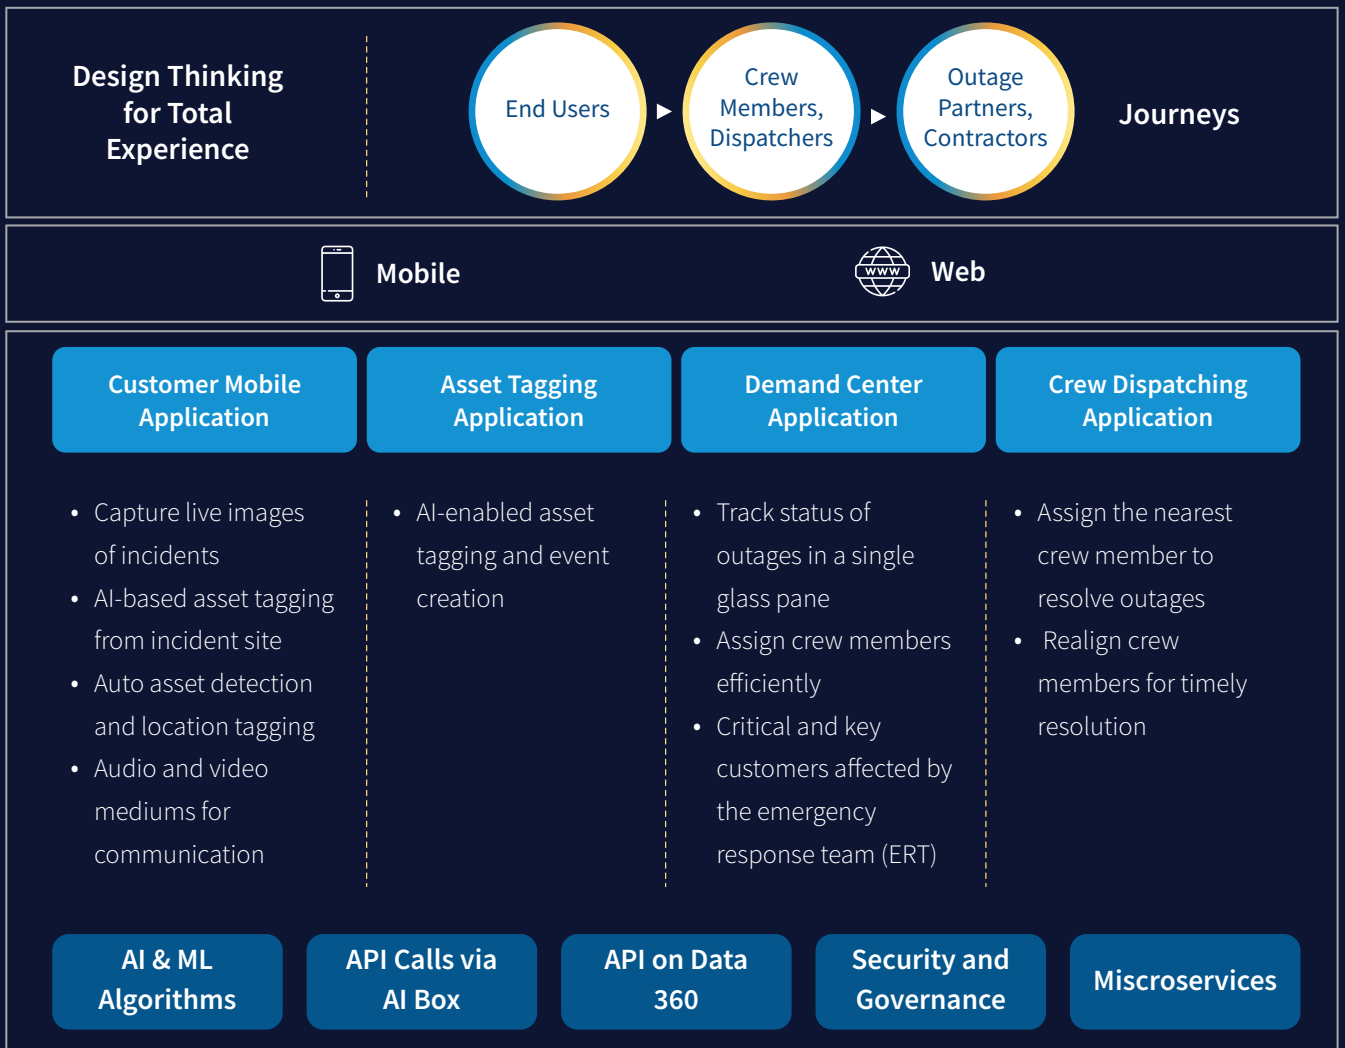 Design Thinking
for Total
Experience
End Users
Crew
Members,
Dispatchers
Outage
Partners,
Contractors
Journeys
Mobile
WWW
Web
Customer Mobile
Application
Asset Tagging
Application
Demand Center
Application
Crew Dispatching
Application
• Capture live images
of incidents
• AI-based asset tagging
from incident site
• Auto asset detection
and location tagging
• Audio and video
mediums for
communication
• AI-enabled asset
tagging and event
creation
• Track status of
outages in a single
glass pane
• Assign crew members
efficiently
• Critical and key
customers affected by
the emergency
response team (ERT)
• Assign the nearest
crew member to
resolve outages
• Realign crew
members for timely
resolution
AI & ML
Algorithms
API Calls via
AI Box
API on Data
360
Security and
Governance
Miscroservices